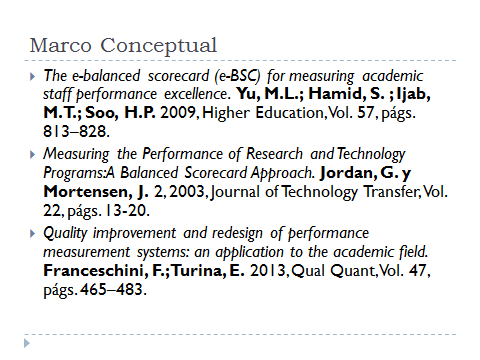 Marco Conceptual
The e-balanced scorecard (e-BSC) for measuring academic
staff performance excellence. Yu, M.L.; Hamid, S. ; Ijab,
M.T.; Soo, H.P. 2009, Higher Education, Vol. 57, págs.
813–828.
Measuring the Performance of Research and Technology
Programs:A Balanced Scorecard Approach. Jordan, G. y
Mortensen, J. 2, 2003, Journal of Technology Transfer, Vol.
22, págs. 13-20.
Quality improvement and redesign of performance
measurement systems: an application to the academic field.
Franceschini, F.; Turina, E. 2013, Qual Quant, Vol. 47,
págs. 465–483.